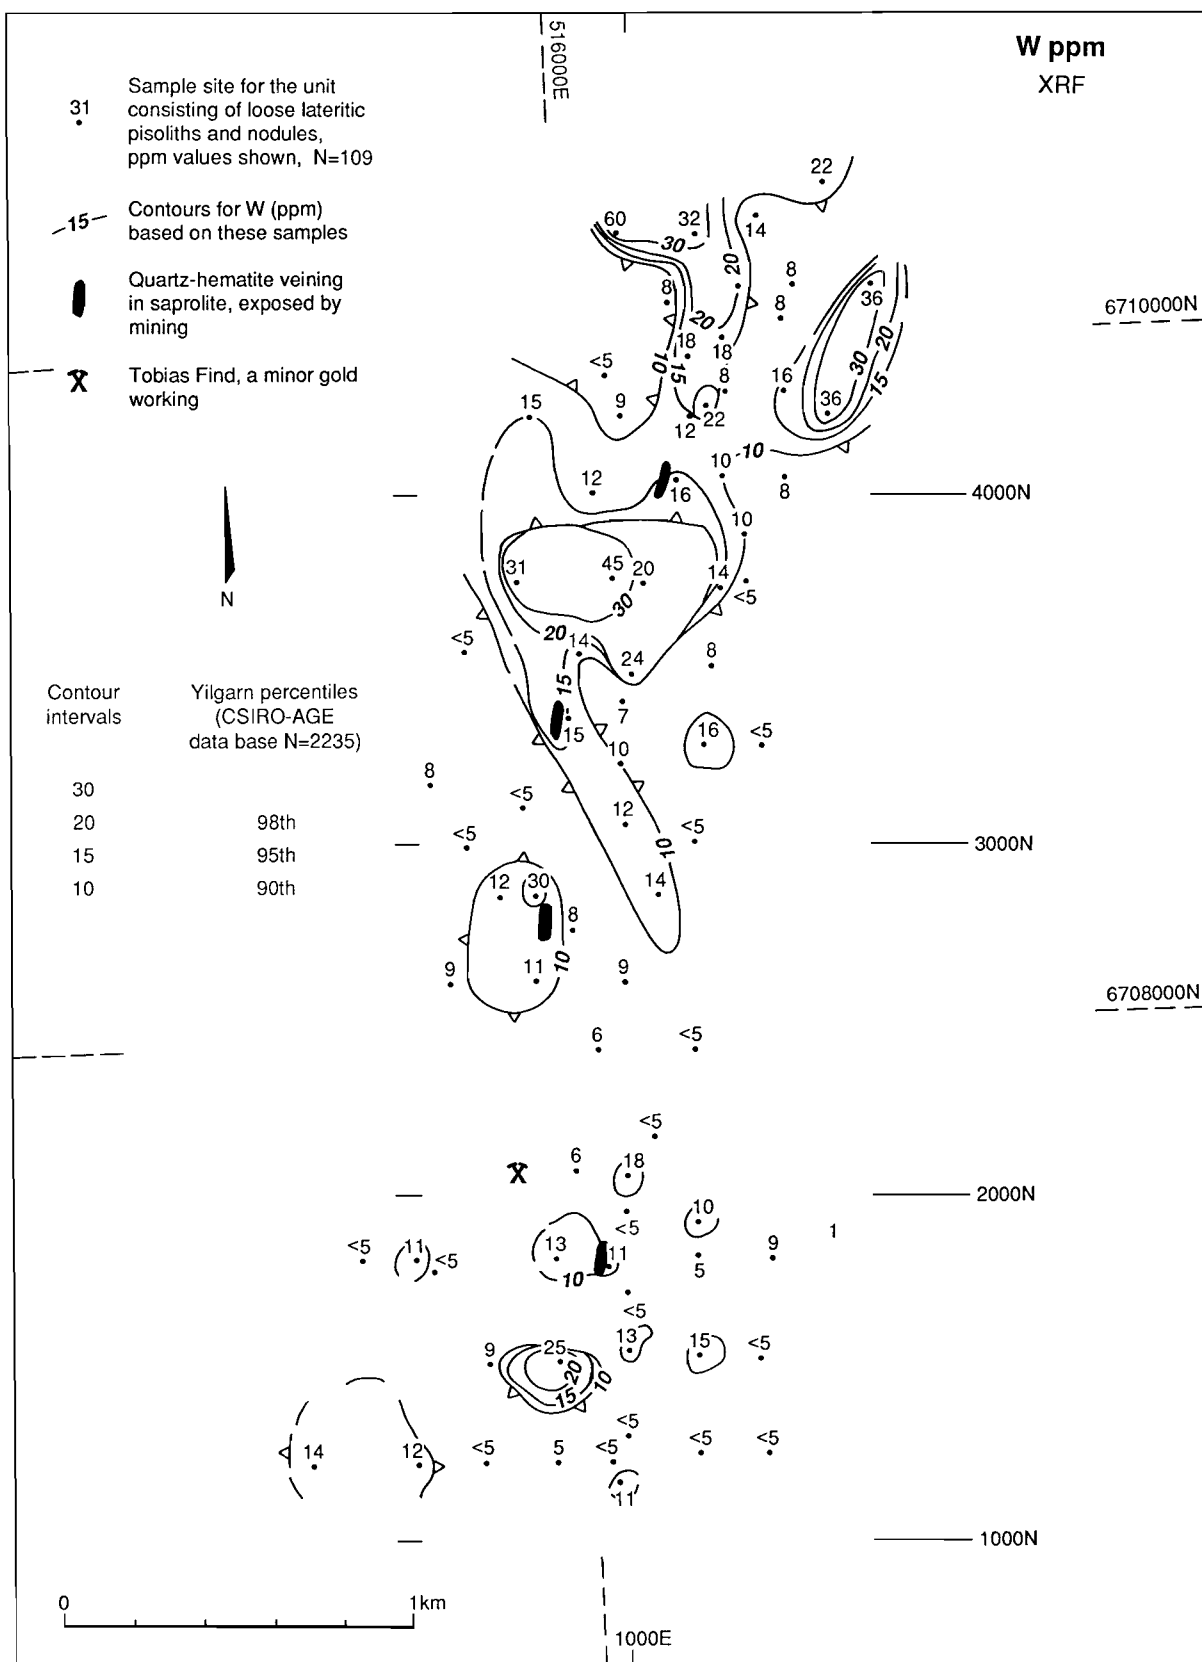 516000E
W ppm
XRF
31
Sample site for the unit
consisting of loose lateritic
pisoliths and nodules,
ppm values shown, N=109
15
Contours for W (ppm)
based on these samples
Quartz-hematite veining
in saprolite, exposed by
mining
Tobias Find, a minor gold
working
N
Contour
intervals
Yilgarn percentiles
(CSIRO-AGE
data base N=2235)
30
20 98th
15 95th
10 90th
22
60 32 30 14
20
8 8 36
8
6710000N
20
18 18
10 15
<5 8 16 30 20 15
15 9 12 22 36
10 10
12 16 8
4000N
10
31 45 20 14
30 <5
20 14
<5 24 8
15
15 7 16 <5
10
8
<5 12
<5 <5
10
3000N
12 30 14
8
10
9 11 9
6708000N
6 <5
<5
6 18
2000N
10
<5 1
<5 11 <5 13 11 5 9
10
<5
13
9 25 15 <5
20 10
15
<5
14 12 <5 5 <5 <5 <5
11
1000N
0 1km
1000E